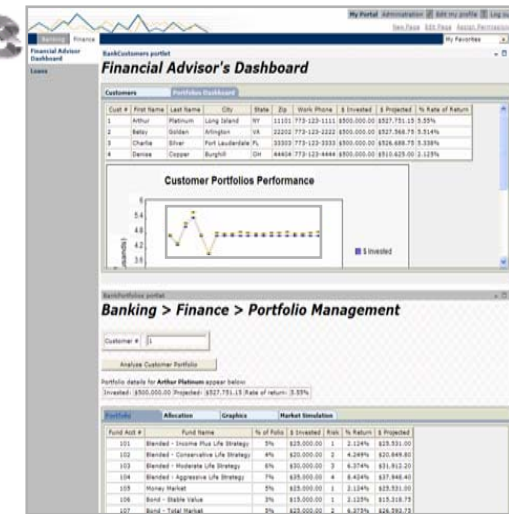 My Portal Administration Edit my profile Log ou
New Page Edit Page Assign Permission
Banking Finance My Favorites
Financial Advisor Dashboard
Loans
BankCustomers portlet
Financial Advisor's Dashboard
Customers Portfolios Dashboard
Cust # First Name Last Name City State Zip Work Phone $ Invested $ Projected % Rate of Return
1 Arthur Platinum Long Island NY 11101 773-123-1111 $500,000.00 $527,751.15 5.55%
2 Betsy Golden Arlington VA 22202 773-123-2222 $500,000.00 $527,568.75 5.514%
3 Charlie Silver Fort Lauderdale FL 33303 773-123-3333 $500,000.00 $526,688.75 5.338%
4 Denise Copper Burghill OH 44404 773-123-4444 $500,000.00 $510,625.00 2.125%
Customer Portfolios Performance
6
5.4
4.8
4.2
3.6
usands)
$ Invested
BankPortfolios portlet
Banking > Finance > Portfolio Management
Customer # 1
Analyze Customer Portfolio
Portfolio details for Arthur Platinum appear below:
Invested: $500,000.00 Projected: $527,751.15 Rate of return: 5.55%
Portfolio Allocation Graphics Market Simulation
Fund Acct # Fund Name % of Folio $ Invested Risk % Return $ Projected
101 Blended - Income Plus Life Strategy 5% $25,000.00 1 2.124% $25,531.00
102 Blended - Conservative Life Strategy 4% $20,000.00 2 4.249% $20,849.80
103 Blended - Moderate Life Strategy 6% $30,000.00 3 6.374% $31,912.20
104 Blended - Aggressive Life Strategy 7% $35,000.00 4 8.424% $37,948.40
105 Money Market 5% $25,000.00 1 2.124% $25,531.00
106 Bond - Stable Value 3% $15,000.00 1 2.125% $15,318.75
107 Bond - Total Market 5% $25,000.00 2 6.375% $26,593.75